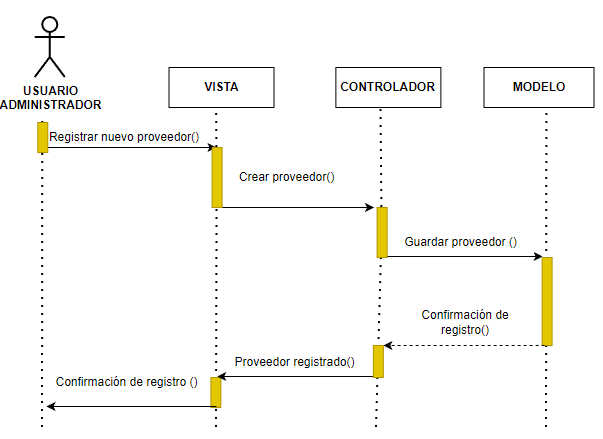 USUARIO
ADMINISTRADOR
VISTA
CONTROLADOR
MODELO
Registrar nuevo proveedor()
Crear proveedor()
Guardar proveedor ()
Confirmación de
registro()
Proveedor registrado()
Confirmación de registro ()